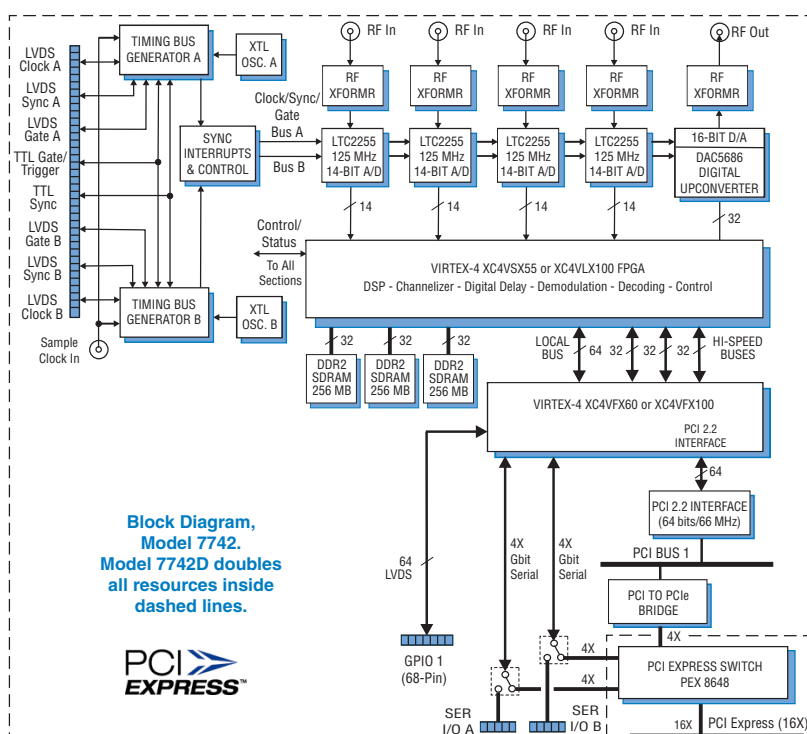 RF In
RF In
RF In
RF In
RF Out
TIMING BUS
GENERATOR A
XTL
OSC. A
LVDS
Clock A
LVDS
Sync A
LVDS
Gate A
TTL Gate/
Trigger
TTL
Sync
LVDS
Gate B
LVDS
Sync B
LVDS
Clock B
Sample
Clock In
RF
XFORMR
RF
XFORMR
RF
XFORMR
RF
XFORMR
RF
XFORMR
Clock/Sync/
Gate
Bus A
Bus B
SYNC
INTERRUPTS
& CONTROL
LTC2255
125 MHz
14-BIT A/D
LTC2255
125 MHz
14-BIT A/D
LTC2255
125 MHz
14-BIT A/D
LTC2255
125 MHz
14-BIT A/D
16-BIT D/A
DAC5686
DIGITAL
UPCONVERTER
14
14
14
14
32
Control/
Status
To All
Sections
VIRTEX-4 XC4VSX55 or XC4VLX100 FPGA
DSP - Channelizer - Digital Delay - Demodulation - Decoding - Control
TIMING BUS
GENERATOR B
XTL
OSC. B
32
32
32
LOCAL
BUS
64
32
32
32
HI-SPEED
BUSES
DDR2
SDRAM
256 MB
DDR2
SDRAM
256 MB
DDR2
SDRAM
256 MB
VIRTEX-4 XC4VFX60 or XC4VFX100
PCI 2.2
INTERFACE
64
PCI 2.2 INTERFACE
(64 bits/66 MHz)
PCI BUS 1
PCI TO PCIe
BRIDGE
4X
Block Diagram,
Model 7742.
Model 7742D doubles
all resources inside
dashed lines.
64
LVDS
4X
Gbit
Serial
4X
Gbit
Serial
PCI
EXPRESS™
GPIO 1
(68-Pin)
4X
4X
PCI EXPRESS SWITCH
PEX 8648
SER
I/O A
SER
I/O B
16X
PCI Express (16X)